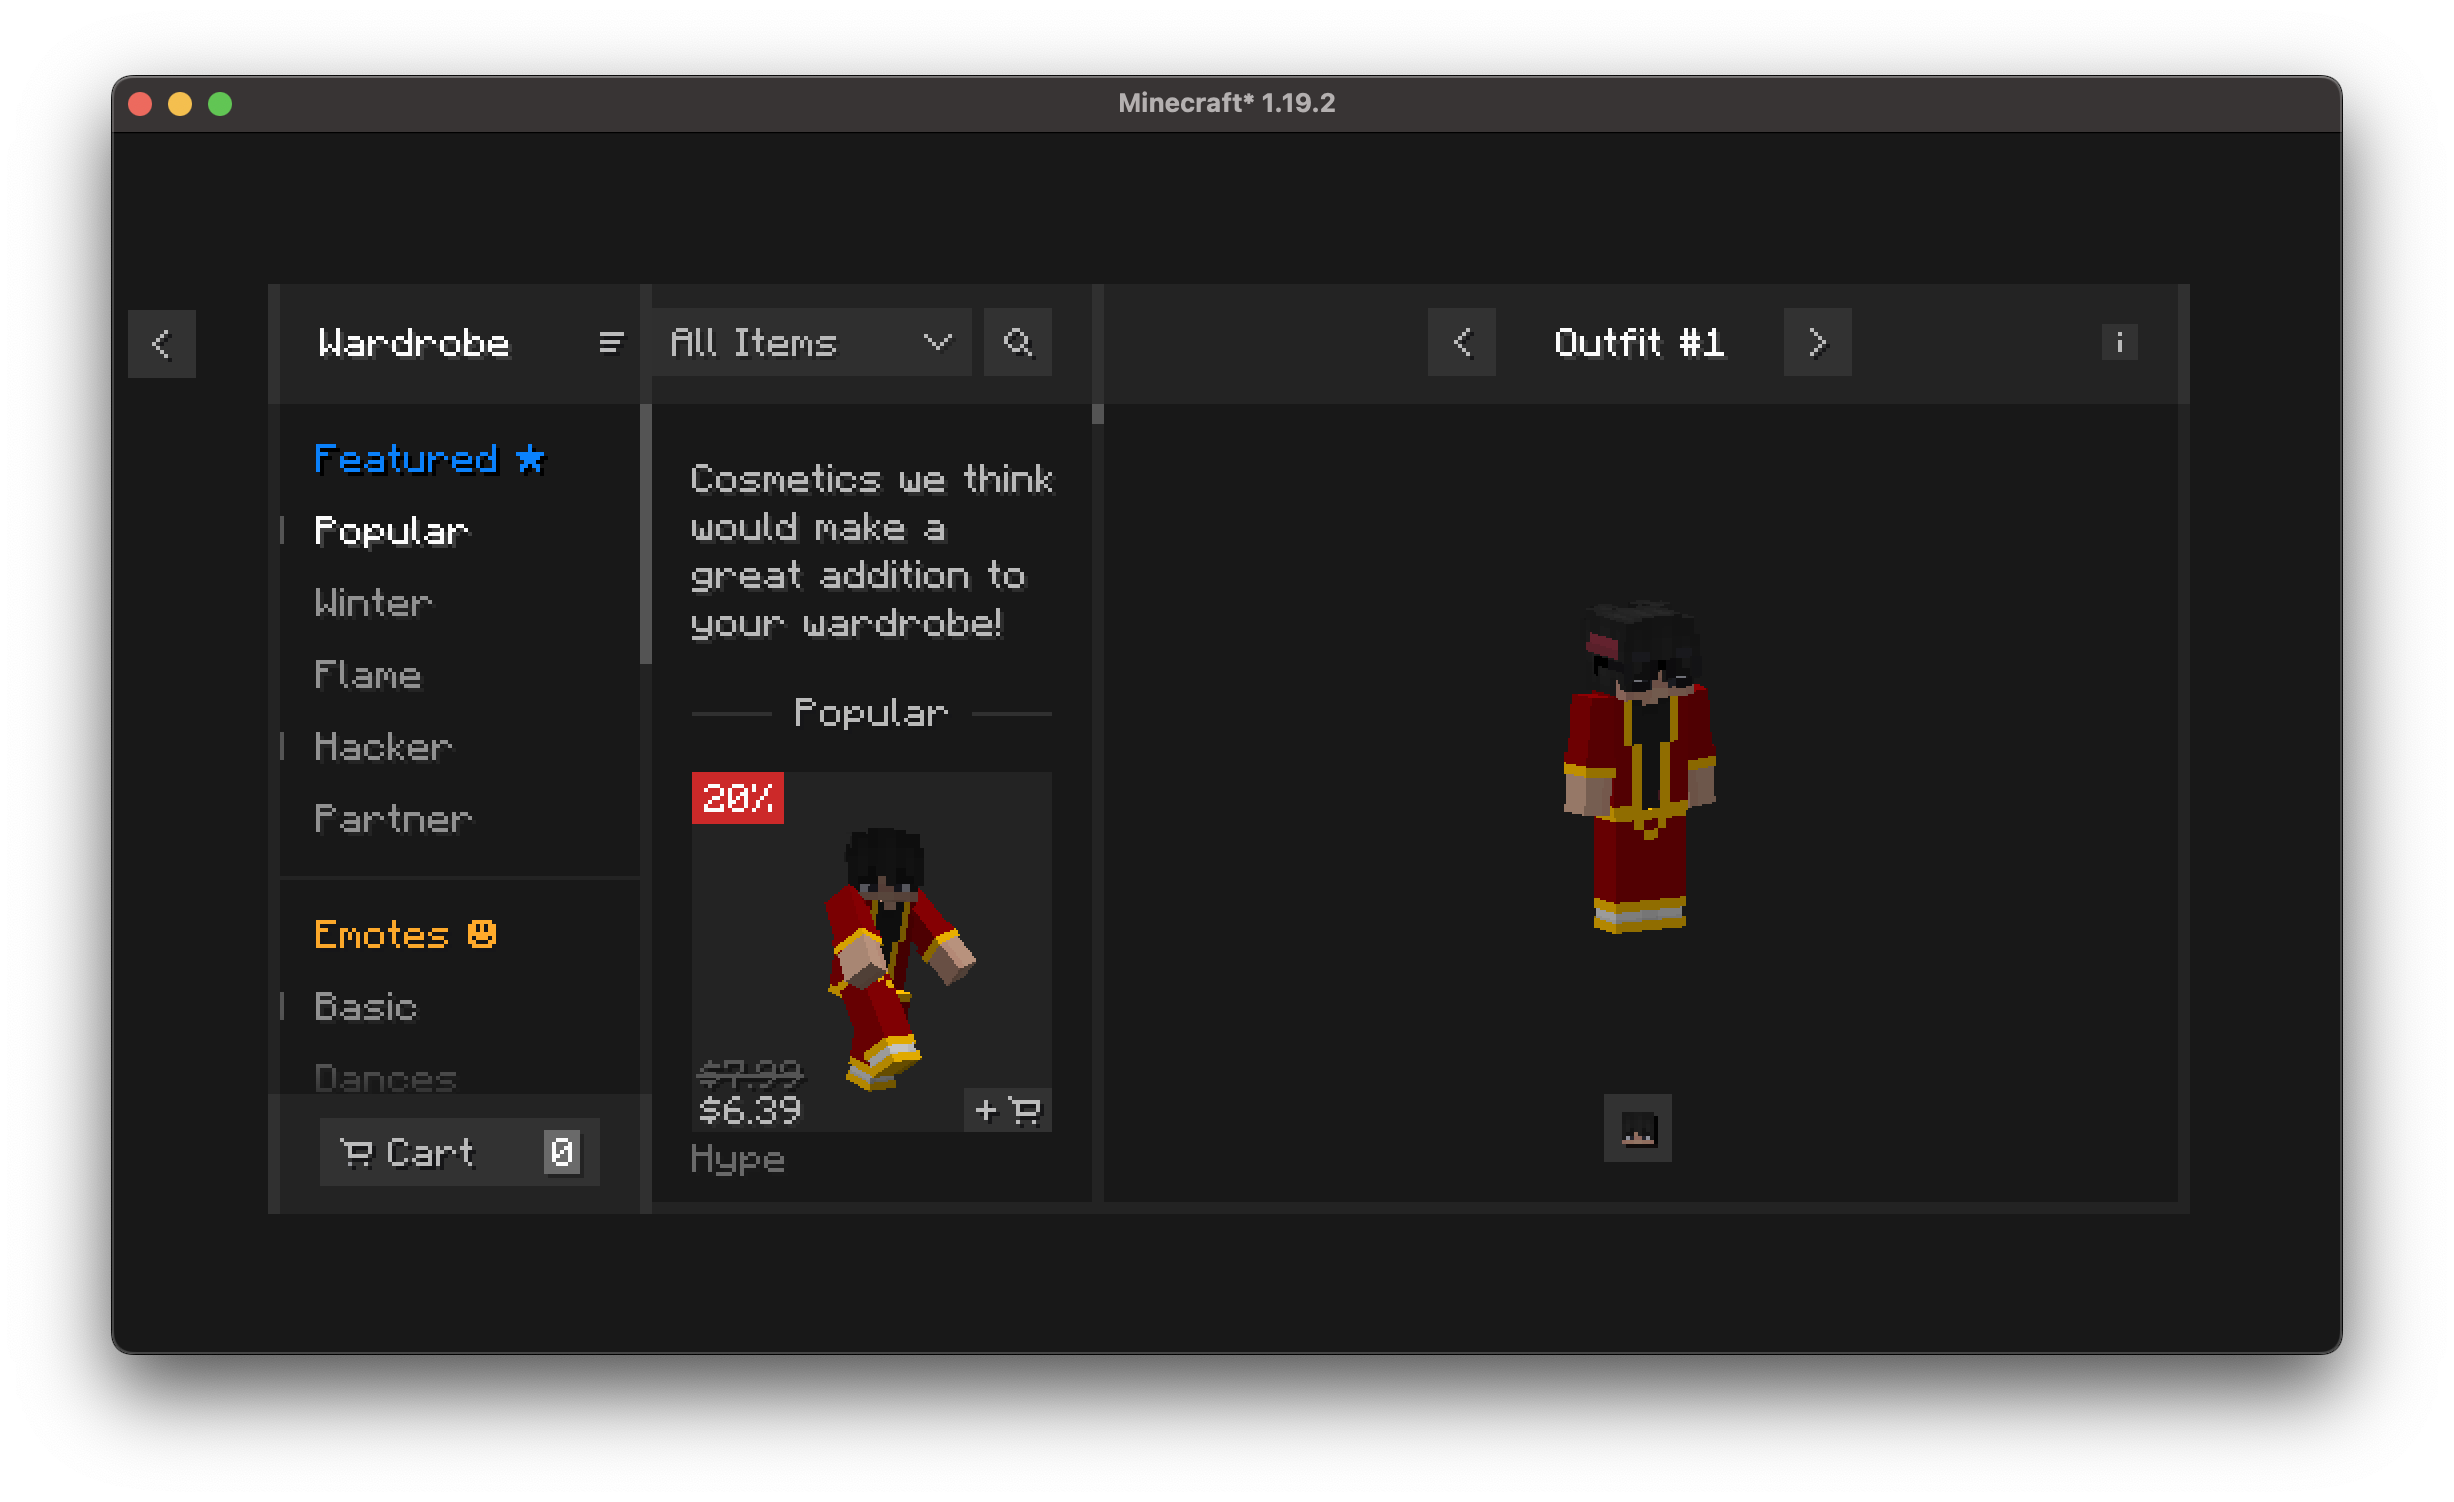 Minecraft* 1.19.2
Wardrobe
All Items
Outfit #1
i
Featured ★
Popular
Winter
Flame
Hacker
Partner
Emotes
Basic
Dances
Cart 0
Cosmetics we think
would make a
great addition to
your wardrobe!
Popular
20%
$7.99
$6.39
+
Hype